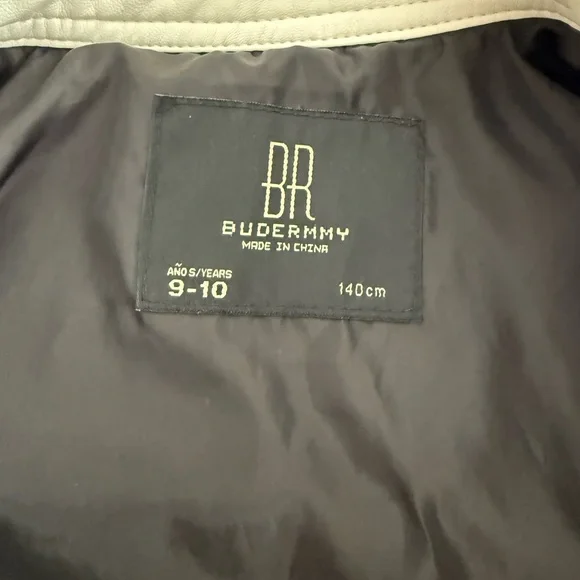 BR
BUDERMMY
MADE IN CHINA
AÑOS/YEARS
9-10
140cm